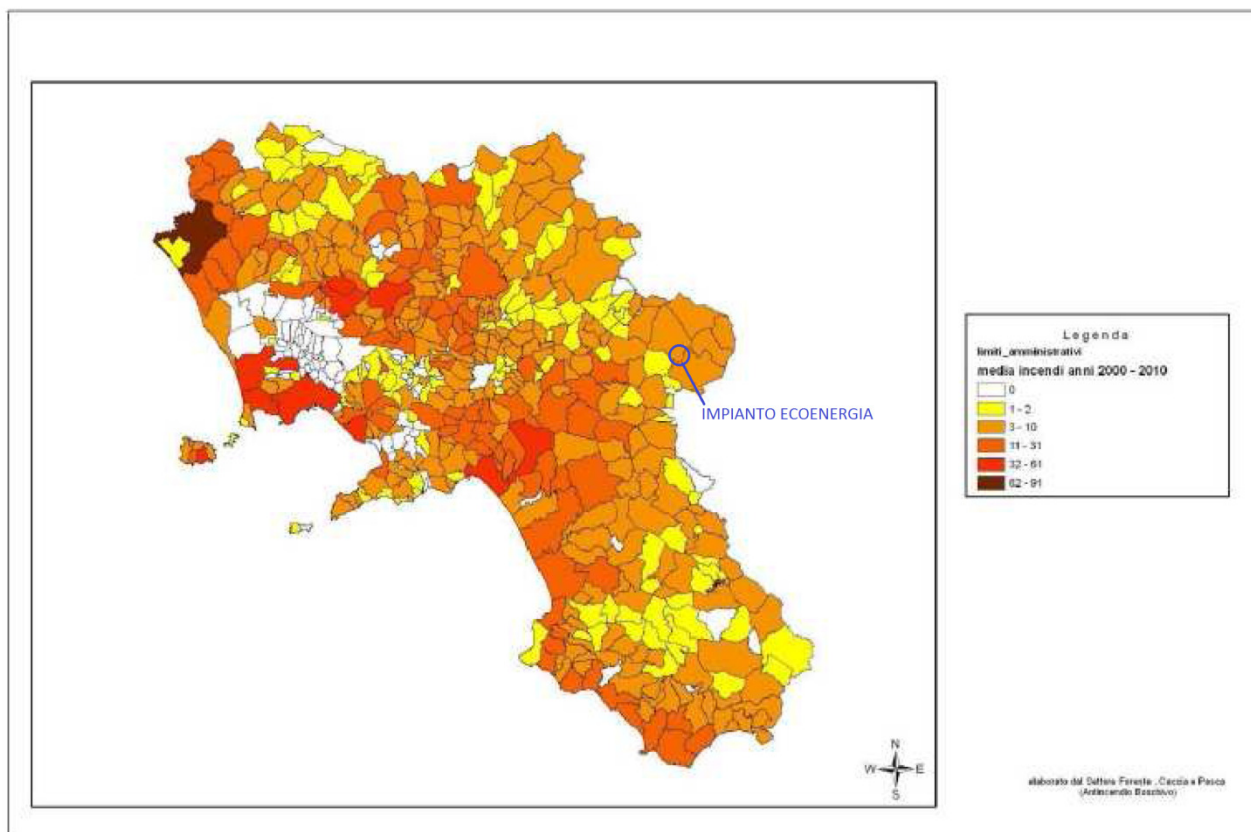 IMPIANTO ECOENERGIA
Legenda
limiti_amministrativi
media incendi anni 2000 - 2010
0
1 - 2
3 - 10
11 - 31
32 - 61
62 - 91
N
W E
S
elaborato dal Settore Foreste . Caccia e Pesca
(Antincendio Boschivo)